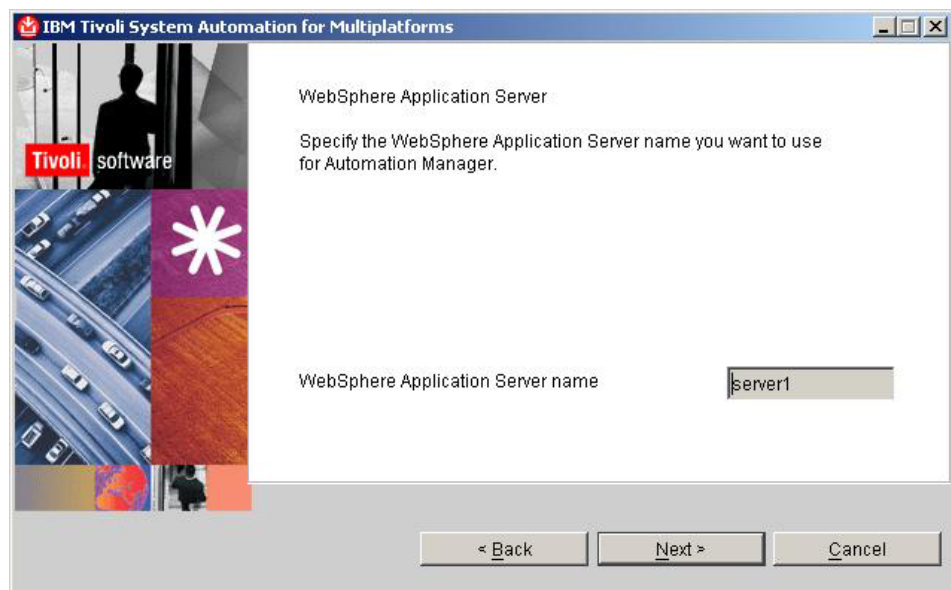 IBM Tivoli System Automation for Multiplatforms
Tivoli. software
WebSphere Application Server
Specify the WebSphere Application Server name you want to use
for Automation Manager.
WebSphere Application Server name
server1
< Back
Next >
Cancel